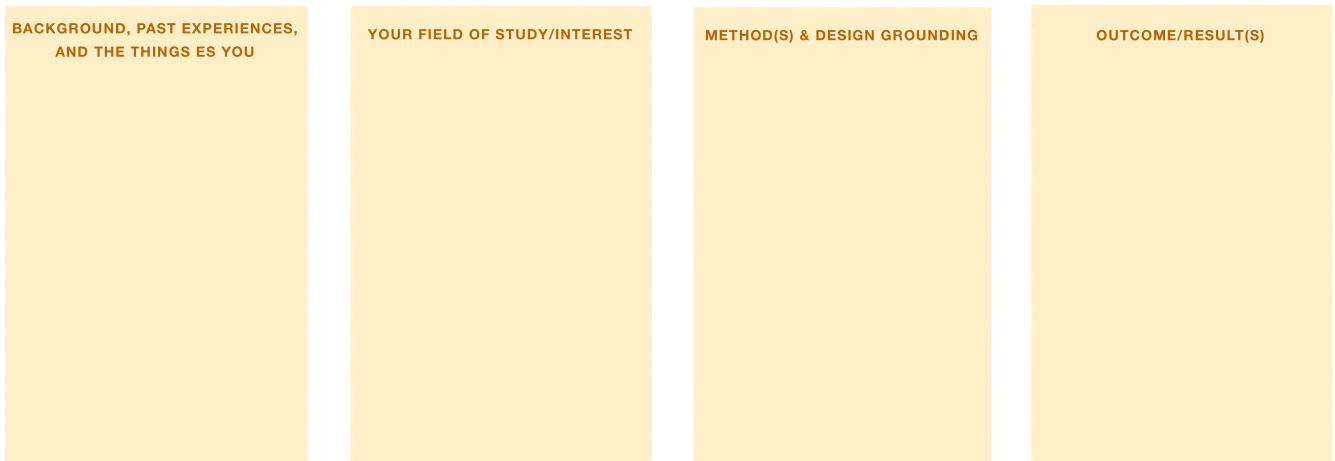 BACKGROUND, PAST EXPERIENCES,
AND THE THINGS ES YOU
YOUR FIELD OF STUDY/INTEREST
METHOD(S) & DESIGN GROUNDING
OUTCOME/RESULT(S)